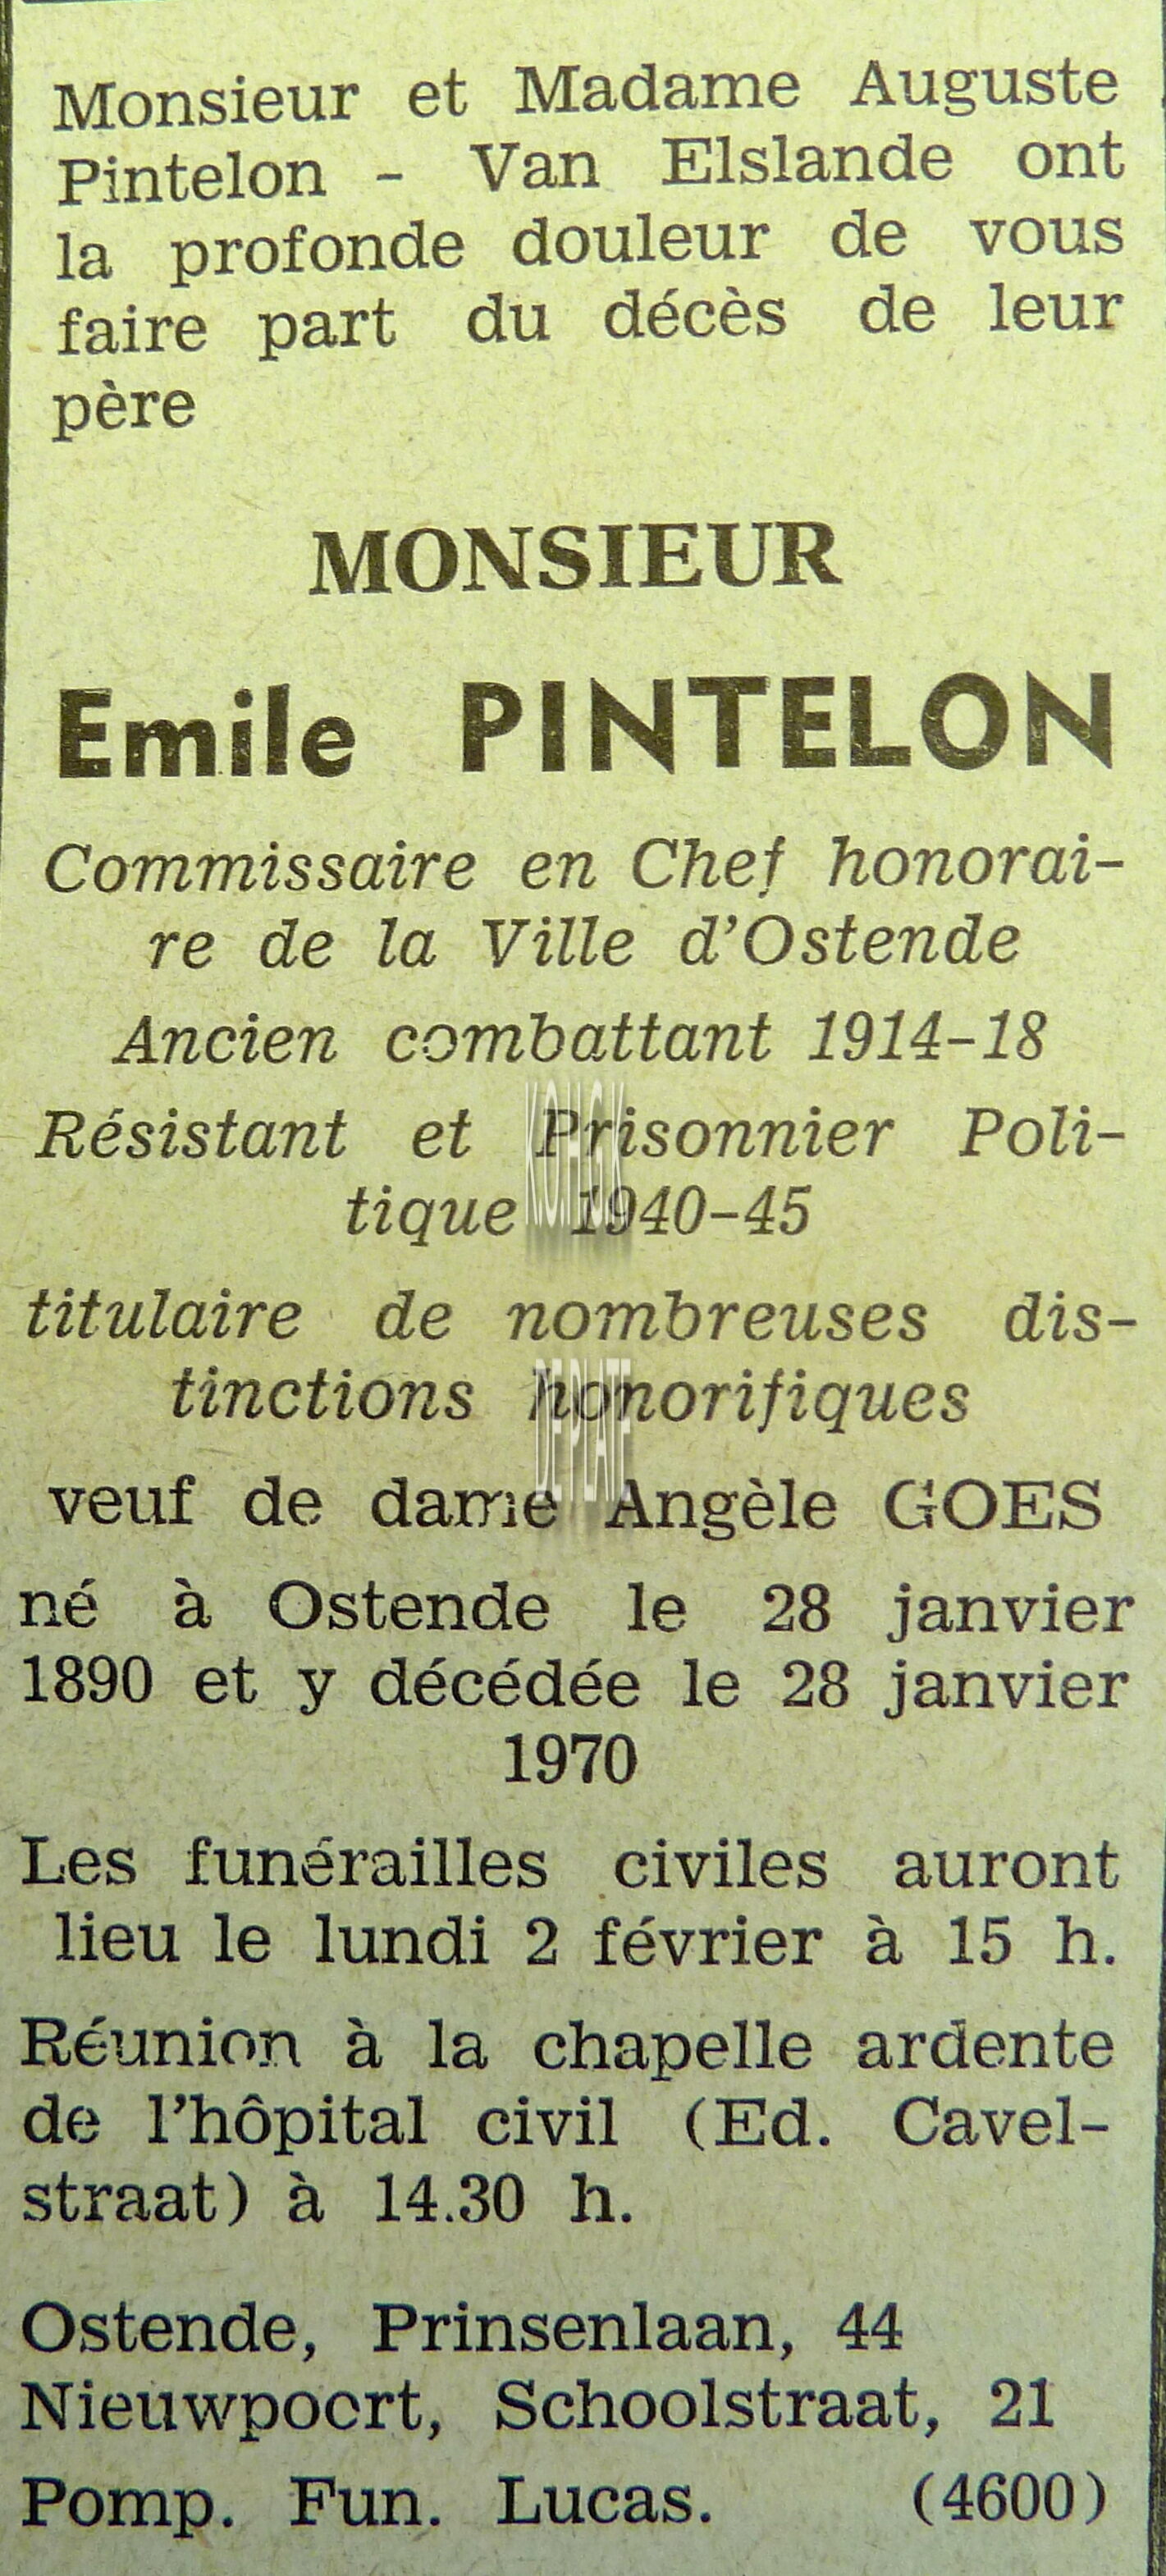 Monsieur et Madame Auguste
Pintelon - Van Elslande ont
la profonde douleur de vous
faire part du décès de leur
père
MONSIEUR
Emile PINTELON
Commissaire en Chef honorai-
re de la Ville d'Ostende
Ancien combattant 1914-18
Résistant et Prisonnier Poli-
tique 1940-45
titulaire de nombreuses dis-
tinctions honorifiques
veuf de dame Angèle GOES
né à Ostende le 28 janvier
1890 et y décédée le 28 janvier
1970
Les funérailles civiles auront
lieu le lundi 2 février à 15 h.
Réunion à la chapelle ardente
de l'hôpital civil (Ed. Cavel-
straat) à 14.30 h.
Ostende, Prinsenlaan, 44
Nieuwpoort, Schoolstraat, 21
Pomp. Fun. Lucas. (4600)
DE PLATE